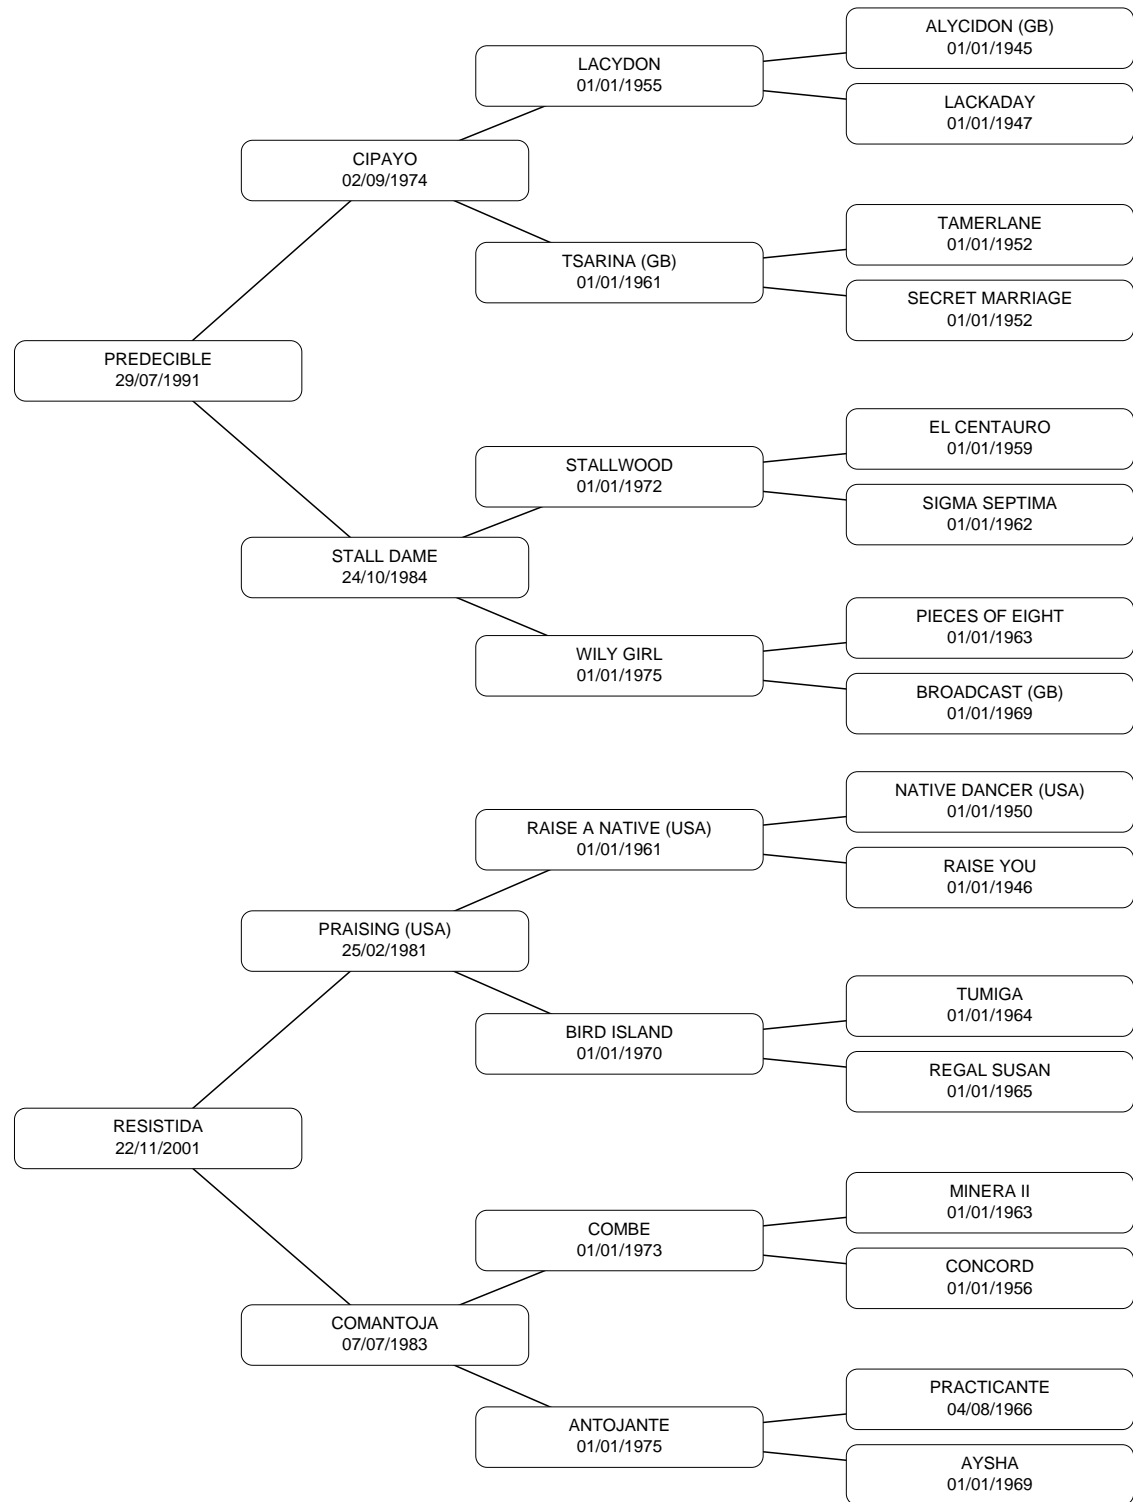 ALYCIDON (GB)
01/01/1945
LACYDON
01/01/1955
LACKADAY
01/01/1947
CIPAYO
02/09/1974
TAMERLANE
01/01/1952
TSARINA (GB)
01/01/1961
SECRET MARRIAGE
01/01/1952
PREDECIBLE
29/07/1991
EL CENTAURO
01/01/1959
STALLWOOD
01/01/1972
SIGMA SEPTIMA
01/01/1962
STALL DAME
24/10/1984
PIECES OF EIGHT
01/01/1963
WILY GIRL
01/01/1975
BROADCAST (GB)
01/01/1969
NATIVE DANCER (USA)
01/01/1950
RAISE A NATIVE (USA)
01/01/1961
RAISE YOU
01/01/1946
PRAISING (USA)
25/02/1981
TUMIGA
01/01/1964
BIRD ISLAND
01/01/1970
REGAL SUSAN
01/01/1965
RESISTIDA
22/11/2001
MINERA II
01/01/1963
COMBE
01/01/1973
CONCORD
01/01/1956
COMANTOJA
07/07/1983
PRACTICANTE
04/08/1966
ANTOJANTE
01/01/1975
AYSHA
01/01/1969